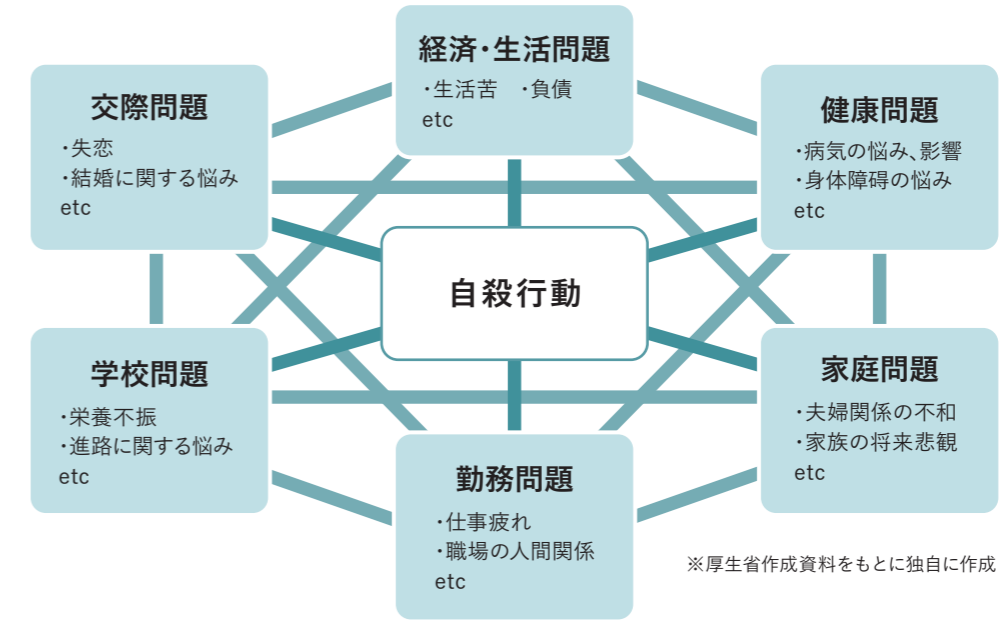 経済・生活問題
・生活苦　・負債
etc
交際問題
・失恋
・結婚に関する悩み
etc
健康問題
・病気の悩み、影響
・身体障碍の悩み
etc
自殺行動
学校問題
・栄養不振
・進路に関する悩み
etc
家庭問題
・夫婦関係の不和
・家族の将来悲観
etc
勤務問題
・仕事疲れ
・職場の人間関係
etc
※厚生省作成資料をもとに独自に作成